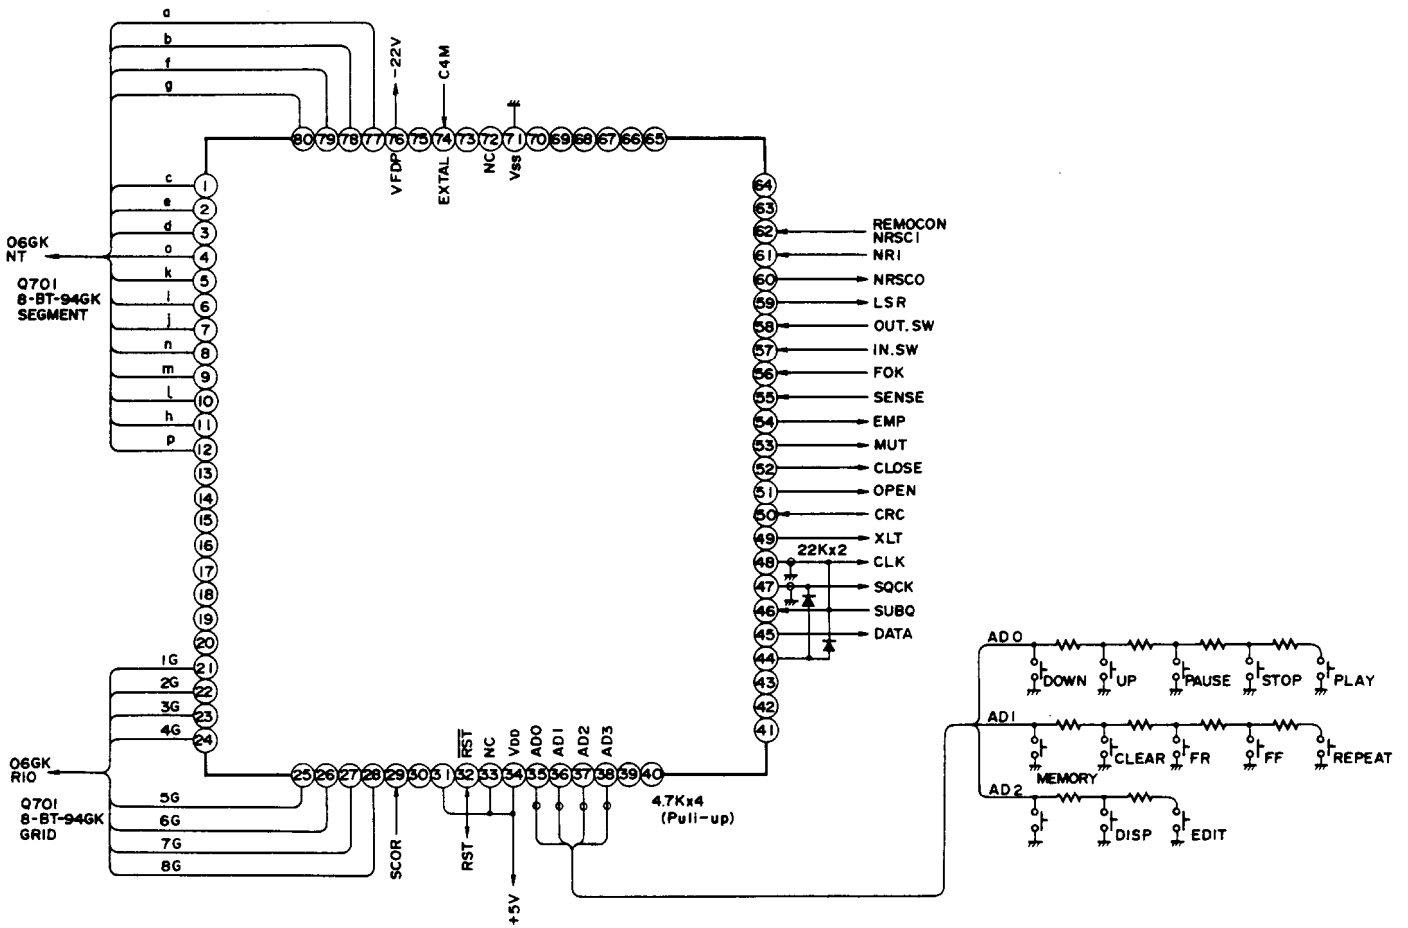 a
b
f
g
-22V
C4M
80 79 78 77 76 75 74 73 72 71 70 69 68 67 66 65
VFDP
EXTAL
NC
Vss
c 1
e 2
d 3
o 4
k 5
i 6
j 7
n 8
m 9
l 10
h 11
p 12
13
14
15
16
17
18
19
20
1G 21
2G 22
3G 23
4G 24
O6GK
NT
Q701
8-BT-94GK
SEGMENT
64
63
62 REMOCON
NRSCI
61 NRI
60 NRSCO
59 LSR
58 OUT.SW
57 IN.SW
56 FOK
55 SENSE
54 EMP
53 MUT
52 CLOSE
51 OPEN
50 CRC
49 XLT
22Kx2
48 CLK
47 SQCK
46 SUBQ
45 DATA
44
43
42
41
O6GK
RIO
Q701
8-BT-94GK
GRID
5G
6G
7G
8G
RST
NC
VDD
AD0
AD1
AD2
AD3
25 26 27 28 29 30 31 32 33 34 35 36 37 38 39 40
4.7Kx4
(Pull-up)
SCOR
RST
+5V
AD0
DOWN UP PAUSE STOP PLAY
AD1
MEMORY CLEAR FR FF REPEAT
AD2
DISP EDIT